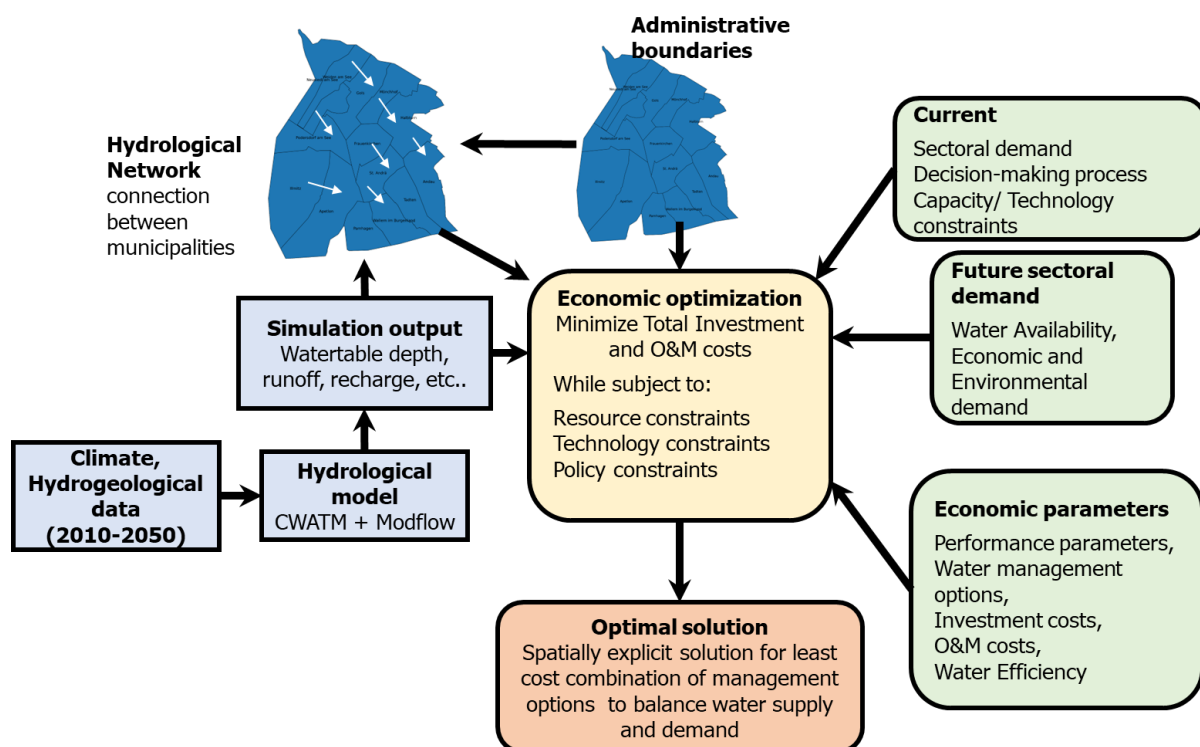 Administrative
boundaries
Hydrological
Network
connection
between
municipalities
Current
Sectoral demand
Decision-making process
Capacity/ Technology
constraints
Future sectoral
demand
Water Availability,
Economic and
Environmental
demand
Economic parameters
Performance parameters,
Water management
options,
Investment costs,
O&M costs,
Water Efficiency
Simulation output
Watertable depth,
runoff, recharge, etc..
Climate,
Hydrogeological
data
(2010-2050)
Hydrological
model
CWATM + Modflow
Economic optimization
Minimize Total Investment
and O&M costs
While subject to:
Resource constraints
Technology constraints
Policy constraints
Optimal solution
Spatially explicit solution for least
cost combination of management
options to balance water supply
and demand